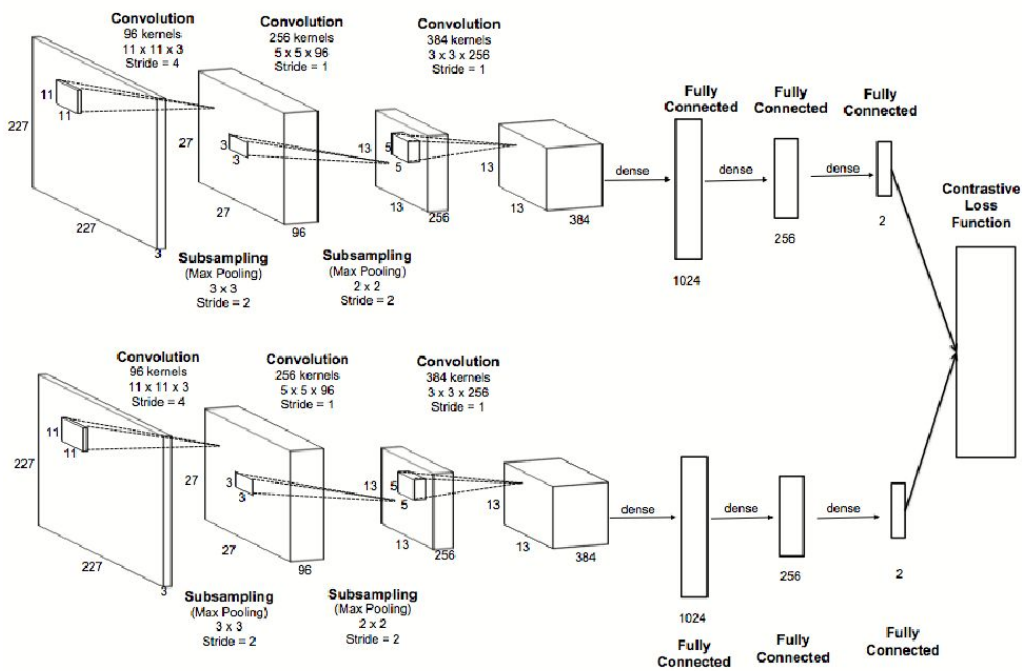 Convolution
96 kernels
11 x 11 x 3
Stride = 4
Convolution
256 kernels
5 x 5 x 96
Stride = 1
Convolution
384 kernels
3 x 3 x 256
Stride = 1
11
11
227
227
3
27
27
96
3
3
13
13
256
5
5
13
13
384
Subsampling
(Max Pooling)
3 x 3
Stride = 2
Subsampling
(Max Pooling)
2 x 2
Stride = 2
dense
Fully
Connected
1024
dense
Fully
Connected
256
dense
Fully
Connected
2
Contrastive
Loss
Function
Convolution
96 kernels
11 x 11 x 3
Stride = 4
Convolution
256 kernels
5 x 5 x 96
Stride = 1
Convolution
384 kernels
3 x 3 x 256
Stride = 1
11
11
227
227
3
27
27
96
3
3
13
13
256
5
5
13
13
384
Subsampling
(Max Pooling)
3 x 3
Stride = 2
Subsampling
(Max Pooling)
2 x 2
Stride = 2
dense
1024
Fully
Connected
dense
256
Fully
Connected
dense
2
Fully
Connected